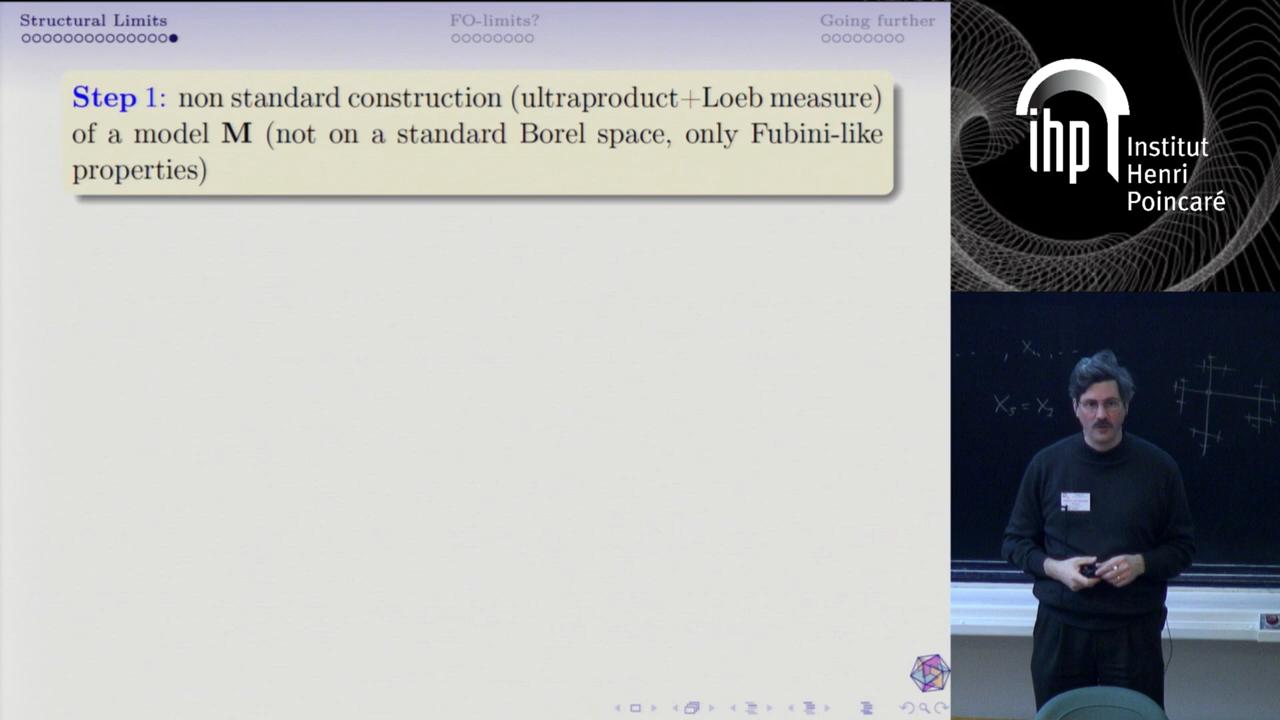 Structural Limits
FO-limits?
Going further
Step 1: non standard construction (ultraproduct+Loeb measure)
of a model M (not on a standard Borel space, only Fubini-like
properties)
ihp
Institut
Henri
Poincaré
X₅ = X₂